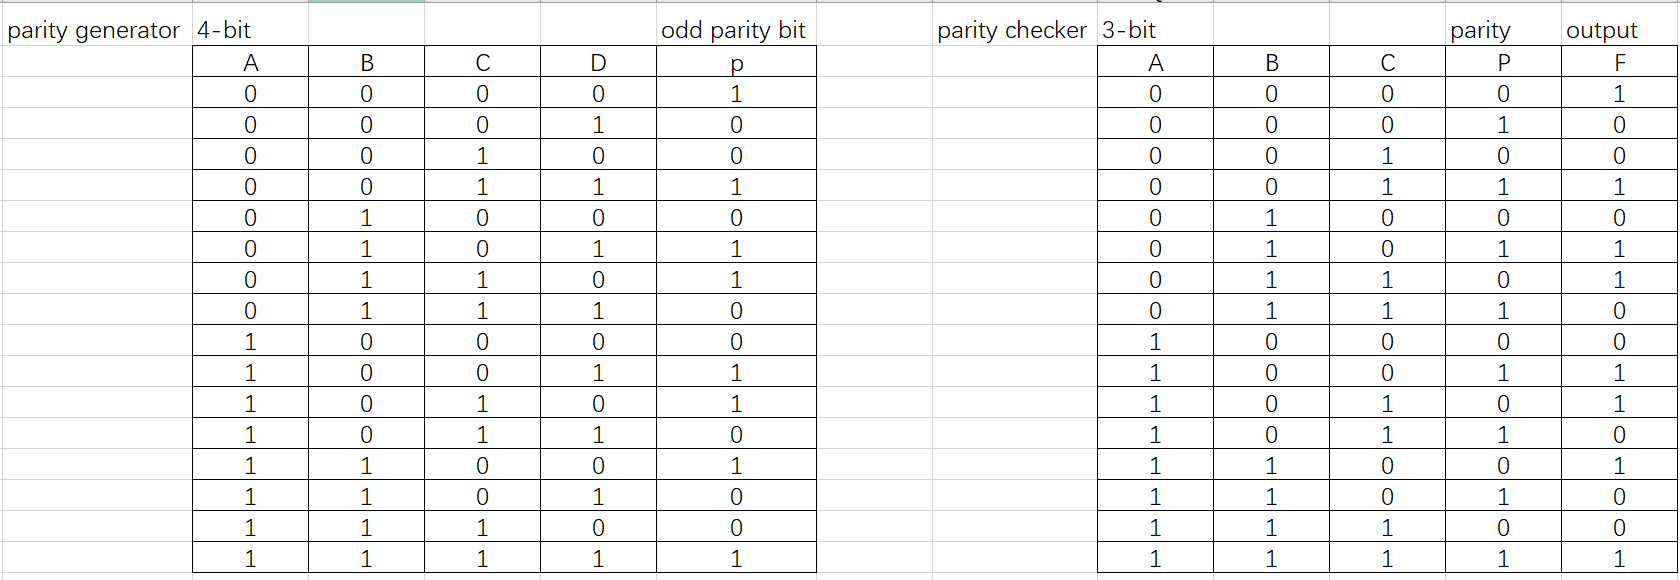 parity generator 4-bit odd parity bit parity checker 3-bit parity output
A B C D p A B C P F
0 0 0 0 1 0 0 0 0 1
0 0 0 1 0 0 0 0 1 0
0 0 1 0 0 0 0 1 0 0
0 0 1 1 1 0 0 1 1 1
0 1 0 0 0 0 1 0 0 0
0 1 0 1 1 0 1 0 1 1
0 1 1 0 1 0 1 1 0 1
0 1 1 1 0 0 1 1 1 0
1 0 0 0 0 1 0 0 0 0
1 0 0 1 1 1 0 0 1 1
1 0 1 0 1 1 0 1 0 1
1 0 1 1 0 1 0 1 1 0
1 1 0 0 1 1 1 0 0 1
1 1 0 1 0 1 1 0 1 0
1 1 1 0 0 1 1 1 0 0
1 1 1 1 1 1 1 1 1 1